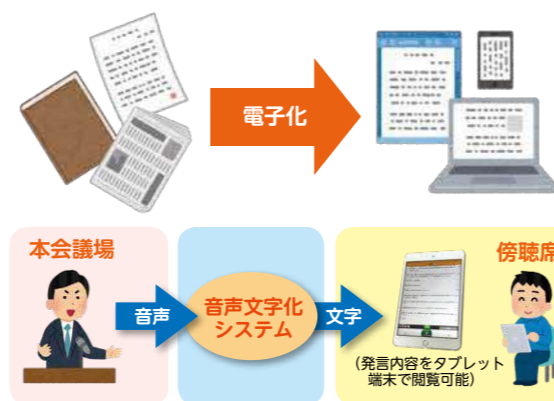 電子化
本会議場
傍聴席
音声
音声文字化
システム
文字
(発言内容をタブレット
端末で閲覧可能)